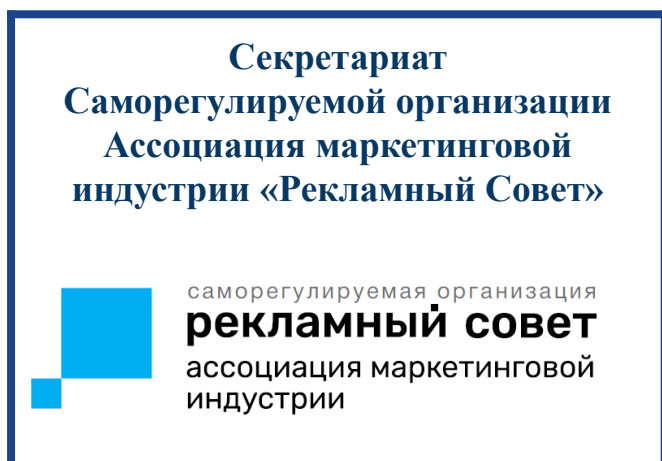 Секретариат
Саморегулируемой организации
Ассоциация маркетинговой
индустрии «Рекламный Совет»
саморегулируемая организация
рекламный совет
ассоциация маркетинговой
индустрии